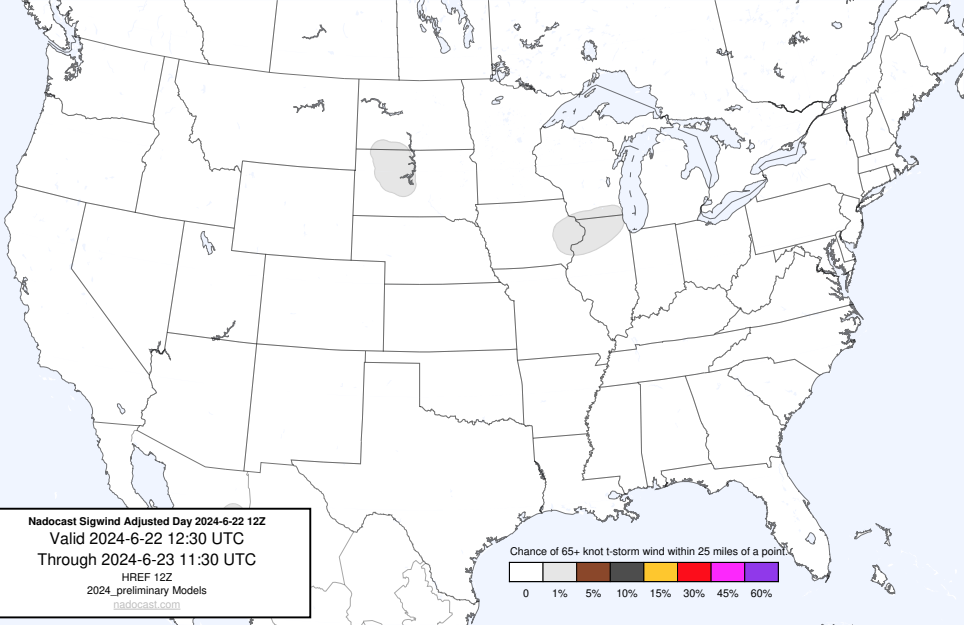 Nadocast Sigwind Adjusted Day 2024-6-22 12Z
Valid 2024-6-22 12:30 UTC
Through 2024-6-23 11:30 UTC
HREF 12Z
2024_preliminary Models
nadocast.com
Chance of 65+ knot t-storm wind within 25 miles of a point.
0 1% 5% 10% 15% 30% 45% 60%